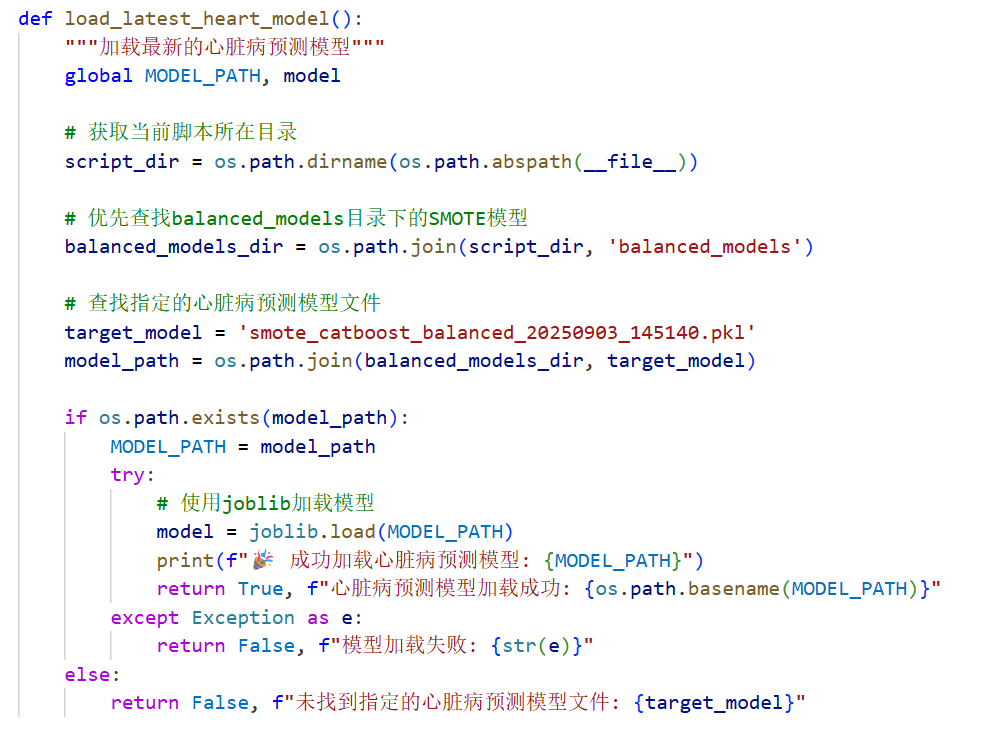 def load_latest_heart_model():
    """加载最新的心脏病预测模型"""
    global MODEL_PATH, model
    # 获取当前脚本所在目录
    script_dir = os.path.dirname(os.path.abspath(__file__))
    # 优先查找balanced_models目录下的SMOTE模型
    balanced_models_dir = os.path.join(script_dir, 'balanced_models')
    # 查找指定的心脏病预测模型文件
    target_model = 'smote_catboost_balanced_20250903_145140.pkl'
    model_path = os.path.join(balanced_models_dir, target_model)
    if os.path.exists(model_path):
        MODEL_PATH = model_path
        try:
            # 使用joblib加载模型
            model = joblib.load(MODEL_PATH)
            print(f"🎉 成功加载心脏病预测模型: {MODEL_PATH}")
            return True, f"心脏病预测模型加载成功: {os.path.basename(MODEL_PATH)}"
        except Exception as e:
            return False, f"模型加载失败: {str(e)}"
    else:
        return False, f"未找到指定的心脏病预测模型文件: {target_model}"